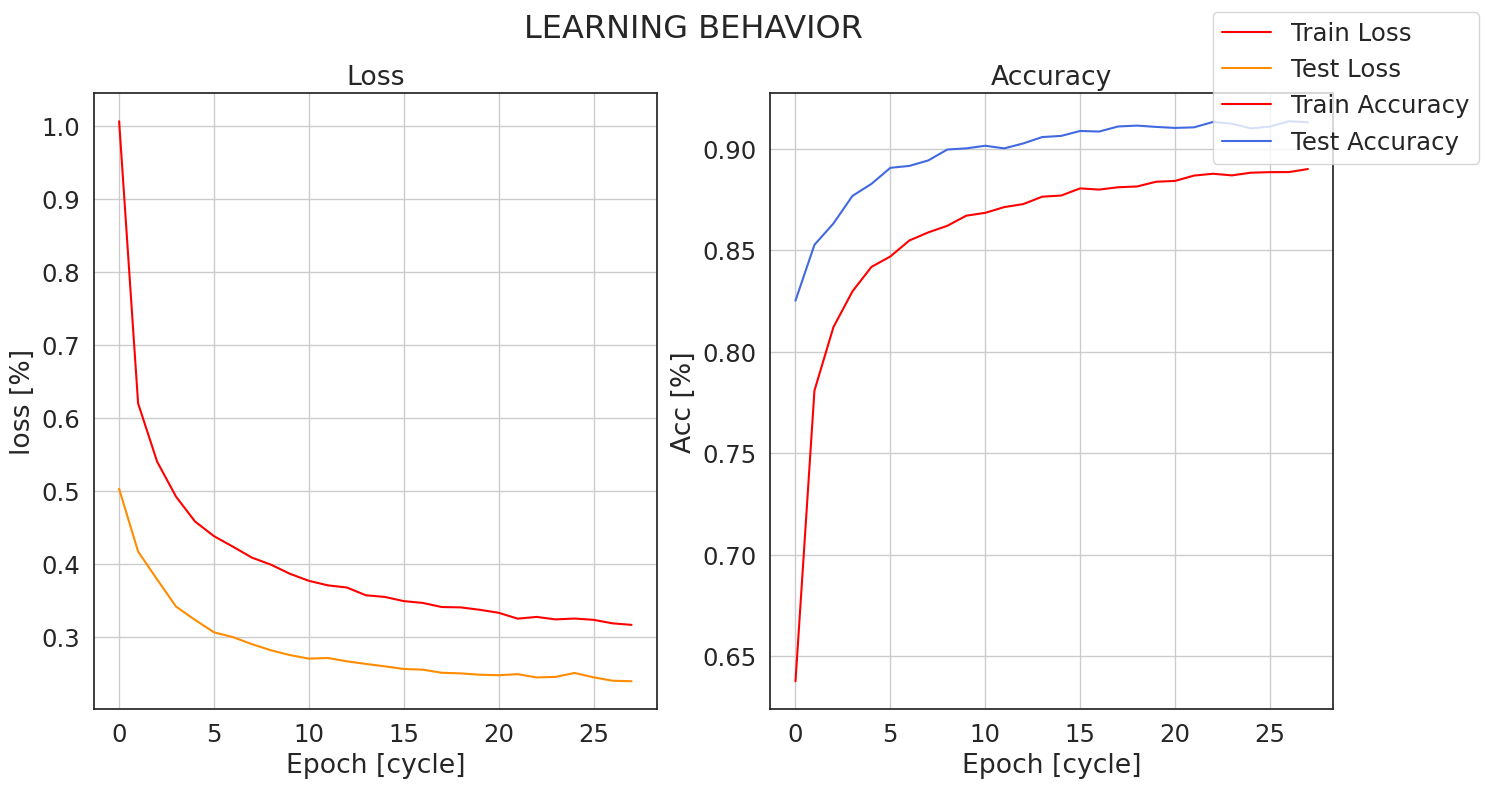 LEARNING BEHAVIOR
Train Loss
Test Loss
Train Accuracy
Test Accuracy
Loss
1.0
0.9
0.8
0.7
0.6
0.5
0.4
0.3
loss [%]
0 5 10 15 20 25
Epoch [cycle]
Accuracy
0.90
0.85
0.80
0.75
0.70
0.65
Acc [%]
0 5 10 15 20 25
Epoch [cycle]